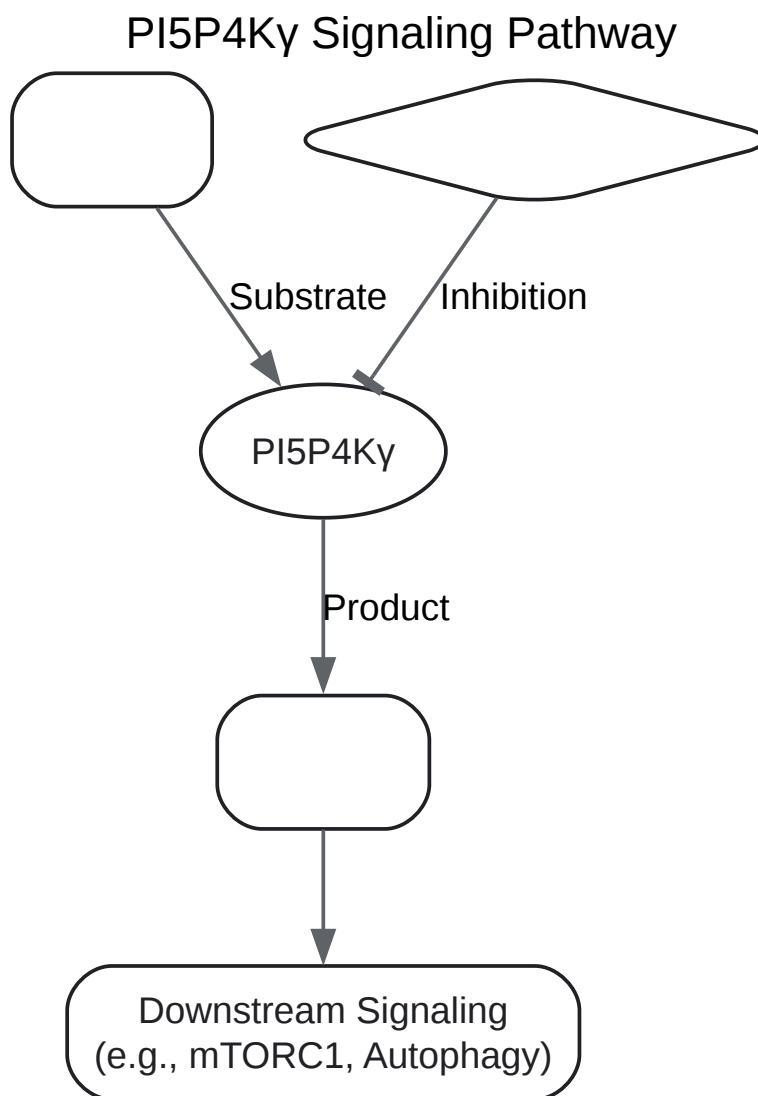 PI5P4Kγ Signaling Pathway
Substrate
Inhibition
PI5P4Kγ
Product
Downstream Signaling
(e.g., mTORC1, Autophagy)